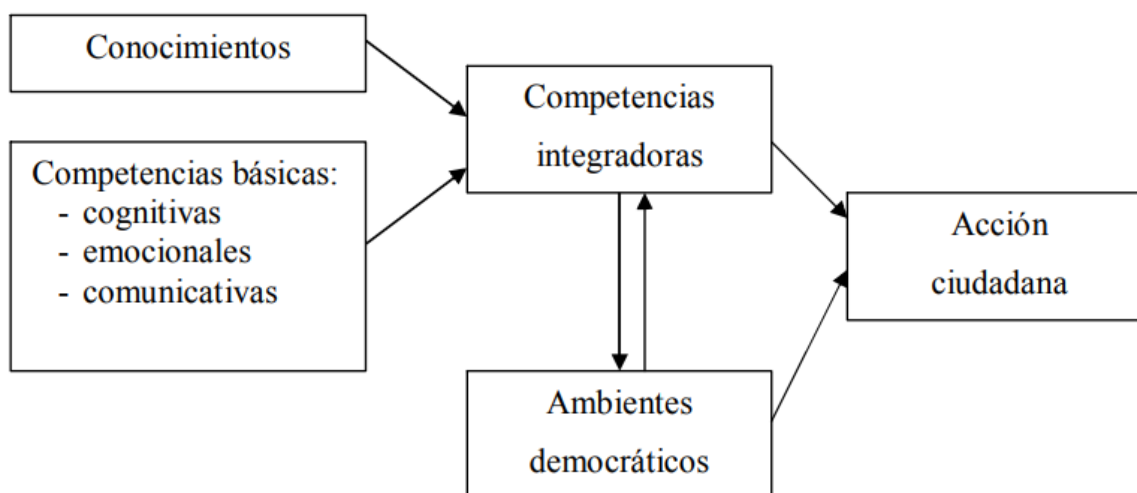 Conocimientos
Competencias básicas:
- cognitivas
- emocionales
- comunicativas
Competencias
integradoras
Acción
ciudadana
Ambientes
democráticos